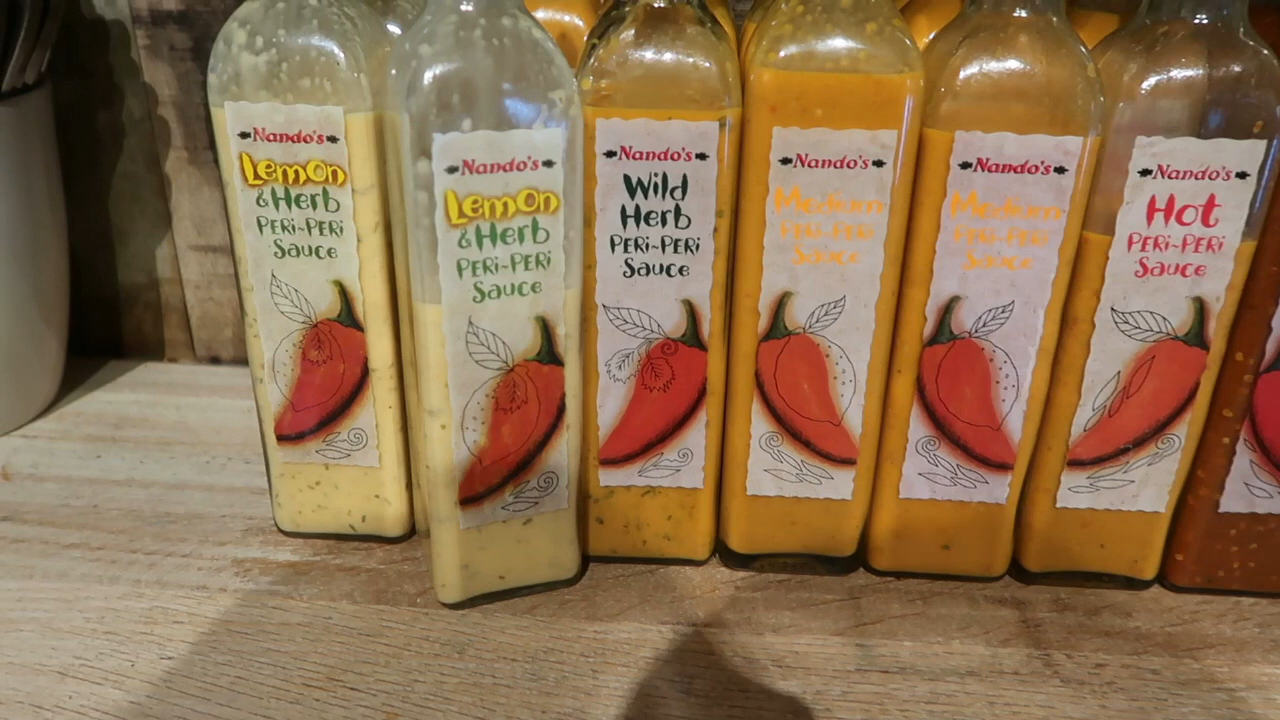 Nando's
Lemon
& Herb
PERi~PERi
Sauce
Nando's
Lemon
& Herb
PERi~PERi
Sauce
Nando's
Wild
Herb
PERi~PERi
Sauce
Nando's
Medium
PERi~PERi
Sauce
Nando's
Medium
PERi~PERi
Sauce
Nando's
Hot
PERi~PERi
Sauce